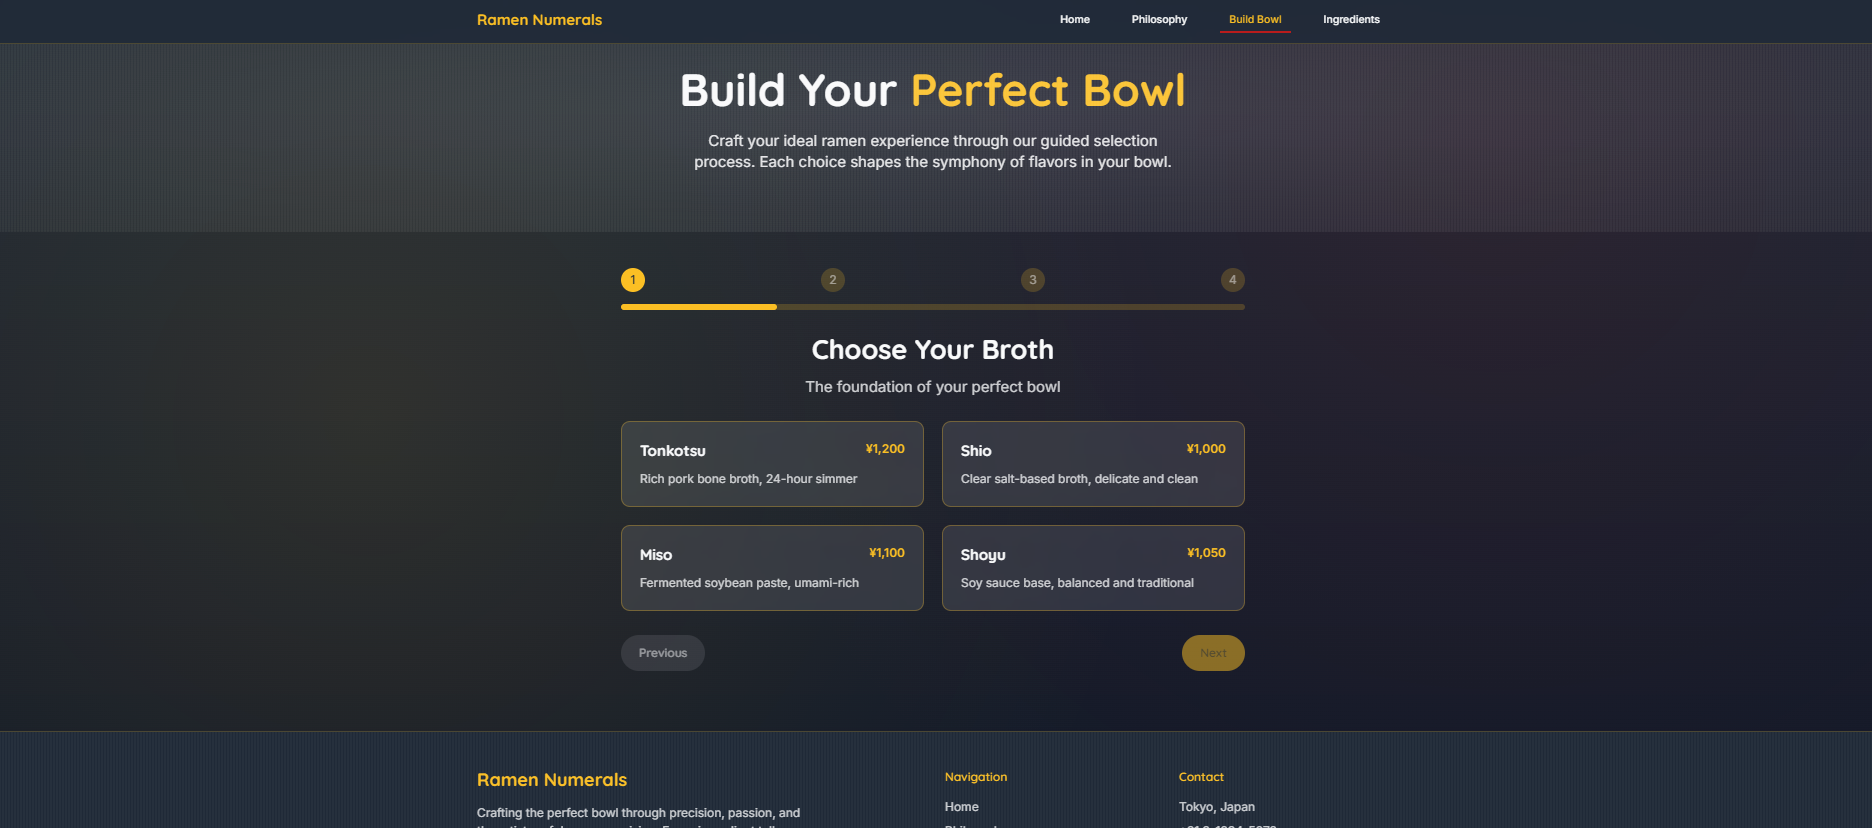 Ramen Numerals
Home
Philosophy
Build Bowl
Ingredients
Build Your Perfect Bowl
Craft your ideal ramen experience through our guided selection
process. Each choice shapes the symphony of flavors in your bowl.
1
2
3
4
Choose Your Broth
The foundation of your perfect bowl
Tonkotsu
¥1,200
Rich pork bone broth, 24-hour simmer
Shio
¥1,000
Clear salt-based broth, delicate and clean
Miso
¥1,100
Fermented soybean paste, umami-rich
Shoyu
¥1,050
Soy sauce base, balanced and traditional
Previous
Next
Ramen Numerals
Crafting the perfect bowl through precision, passion, and
Navigation
Home
Contact
Tokyo, Japan